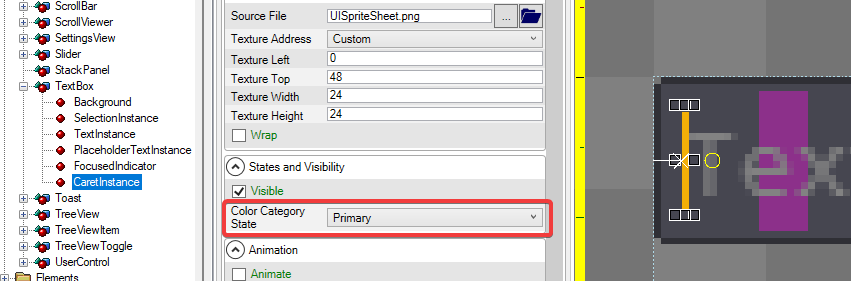 ScrollBar
ScrollViewer
SettingsView
Slider
StackPanel
TextBox
Background
SelectionInstance
TextInstance
PlaceholderTextInstance
FocusedIndicator
CaretInstance
Toast
TreeView
TreeViewItem
TreeViewToggle
UserControl
Elements
Source File UISpriteSheet.png ...
Texture Address Custom
Texture Left 0
Texture Top 48
Texture Width 24
Texture Height 24
Wrap
States and Visibility
Visible
Color Category
State Primary
Animation
Animate
Tex